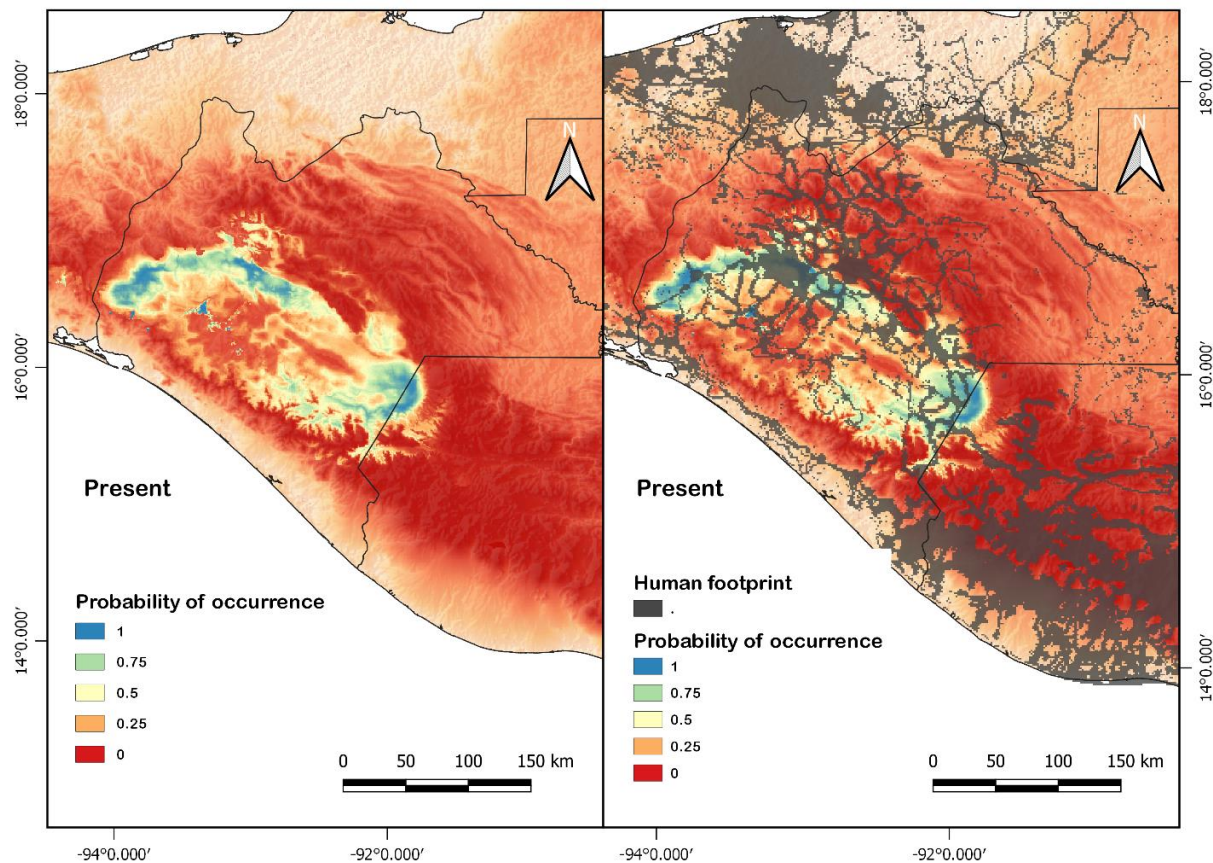 18°0.000′
16°0.000′
14°0.000′
N
Present
Probability of occurrence
1
0.75
0.5
0.25
0
0 50 100 150 km
-94°0.000′ -92°0.000′
N
Present
Human footprint
.
Probability of occurrence
1
0.75
0.5
0.25
0
0 50 100 150 km
-94°0.000′ -92°0.000′
18°0.000′
16°0.000′
14°0.000′